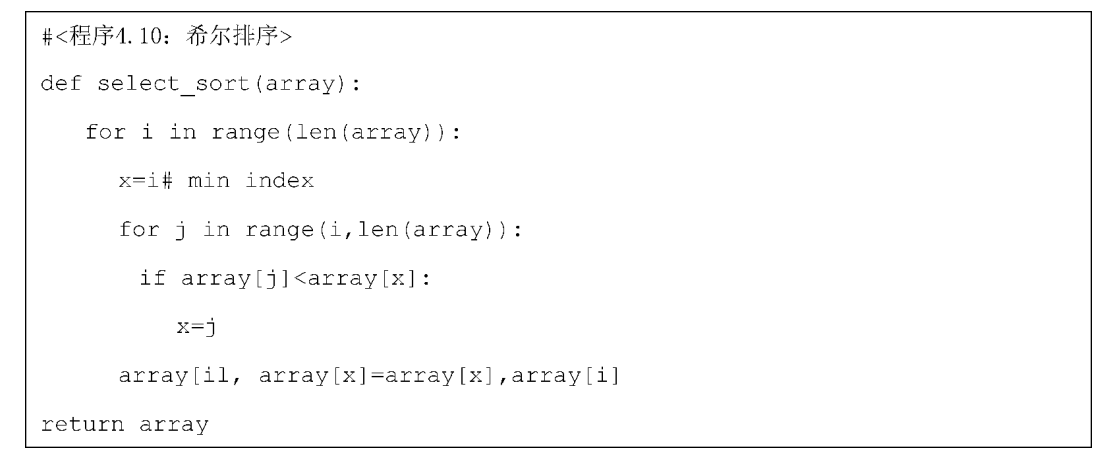 #<程序4.10：希尔排序>
def select_sort(array):
for i in range(len(array)):
x=i# min index
for j in range(i,len(array)):
if array[j]<array[x]:
x=j
array[il, array[x]=array[x],array[i]
return array